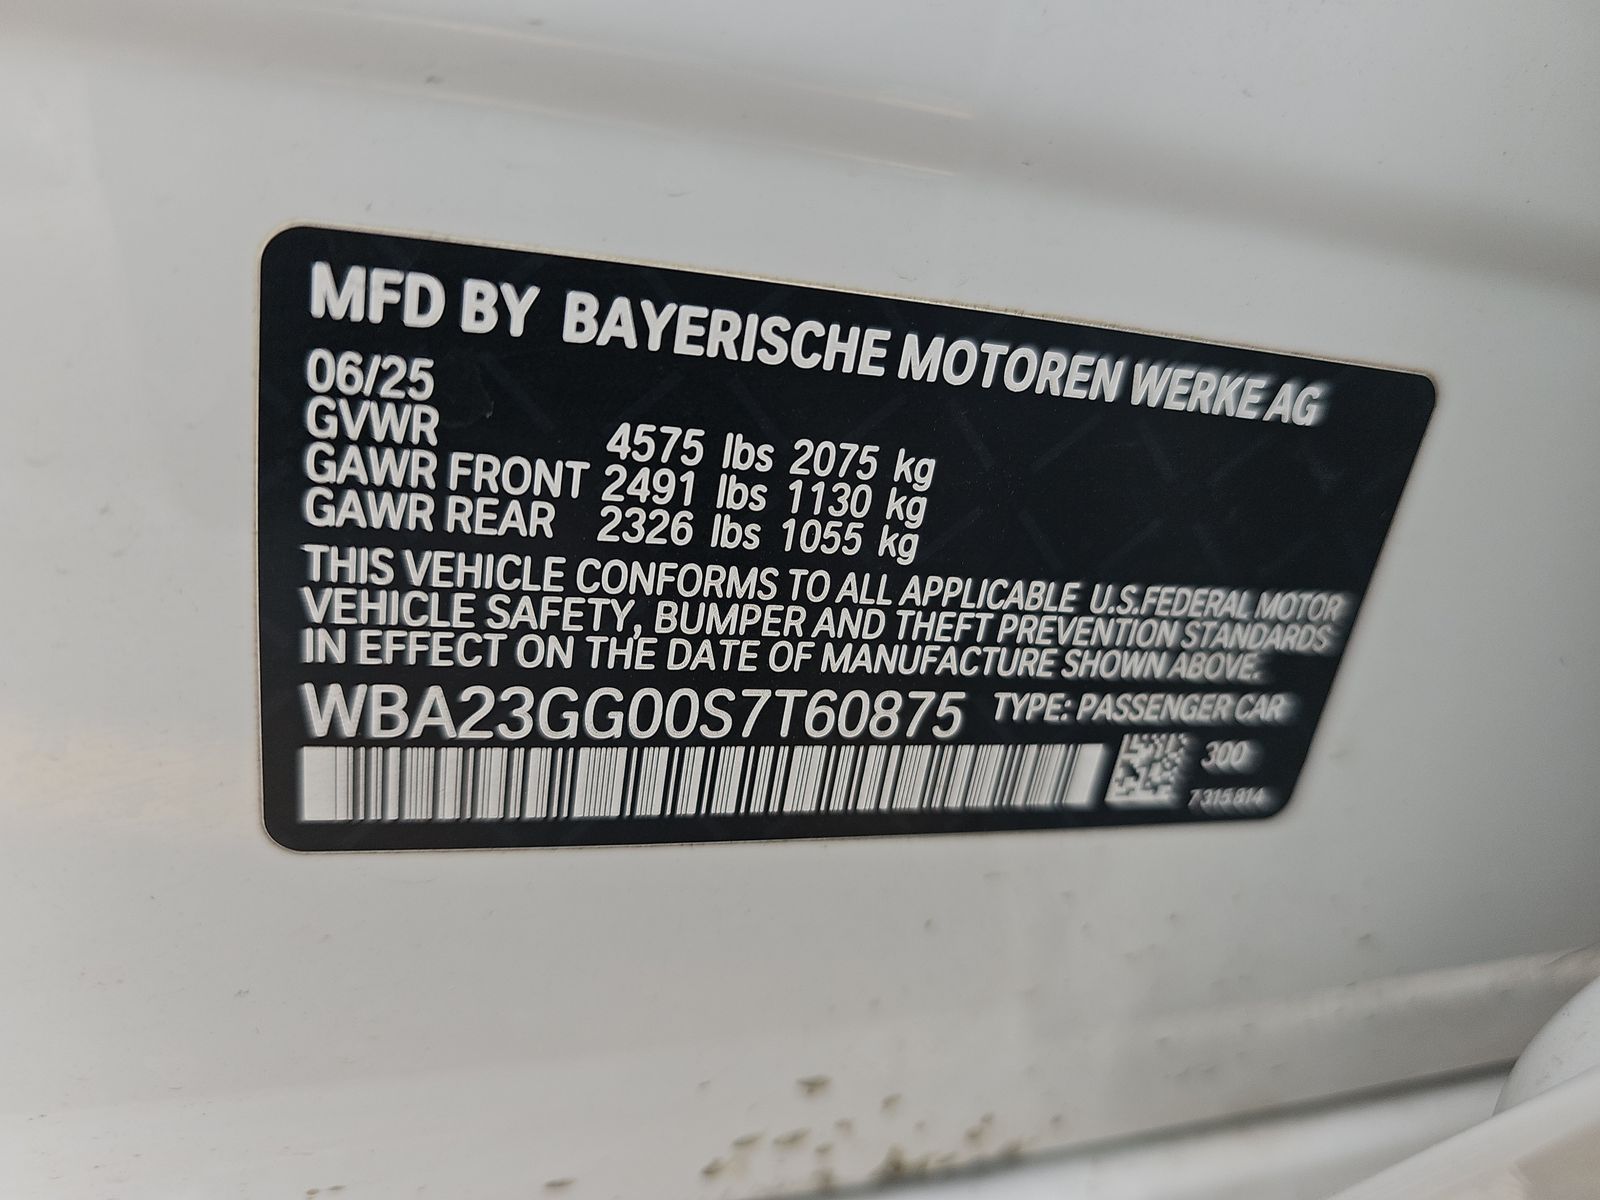 MFD BY BAYERISCHE MOTOREN WERKE AG
06/25
GVWR 4575 lbs 2075 kg
GAWR FRONT 2491 lbs 1130 kg
GAWR REAR 2326 lbs 1055 kg
THIS VEHICLE CONFORMS TO ALL APPLICABLE U.S.FEDERAL MOTOR
VEHICLE SAFETY, BUMPER AND THEFT PREVENTION STANDARDS
IN EFFECT ON THE DATE OF MANUFACTURE SHOWN ABOVE.
WBA23GG00S7T60875 TYPE: PASSENGER CAR
300
7315814